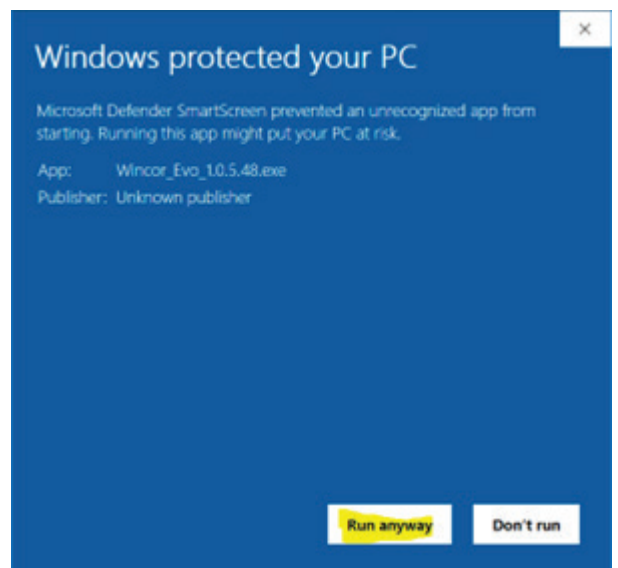 Windows protected your PC
Microsoft Defender SmartScreen prevented an unrecognized app from
starting. Running this app might put your PC at risk.
App: Wincor_Evo_1.0.5.48.exe
Publisher: Unknown publisher
Run anyway Don't run